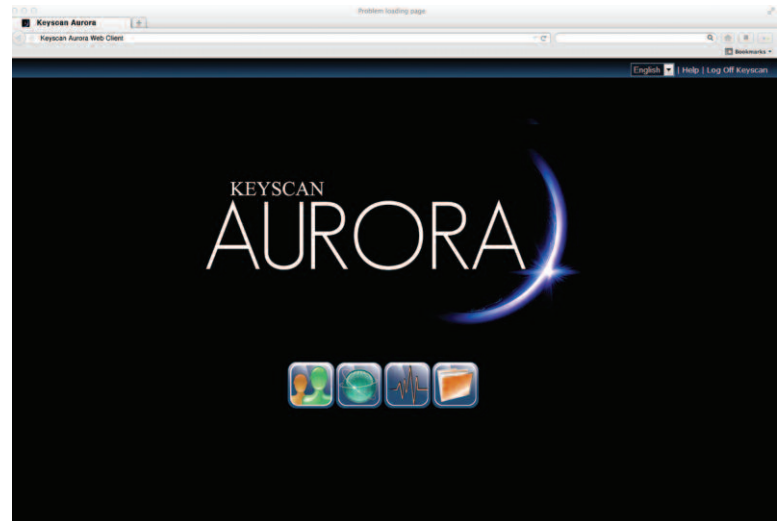 Problem loading page
Keyscan Aurora
Keyscan Aurora Web Client
Bookmarks
English | Help | Log Off Keyscan
KEYSCAN
AURORA